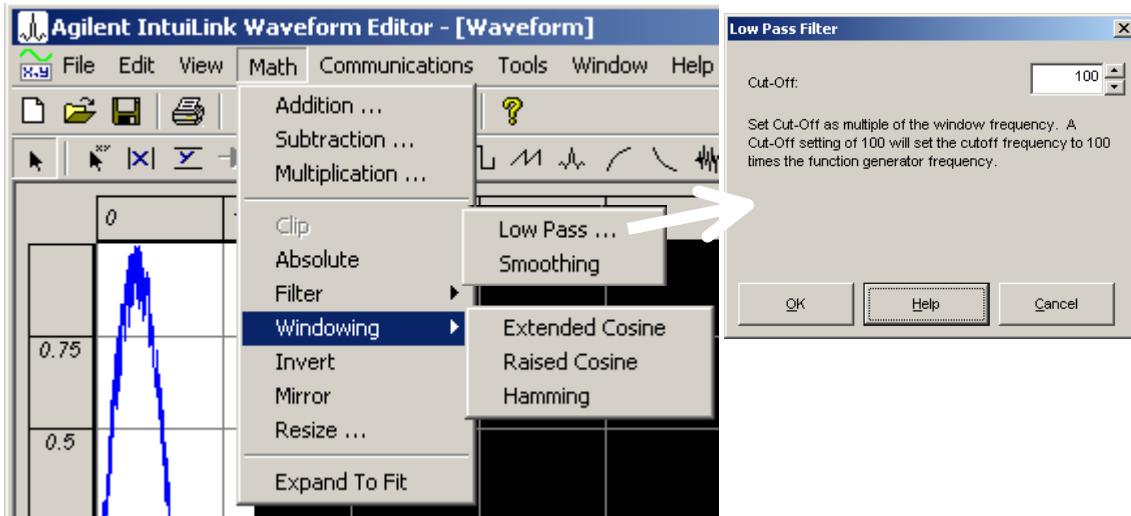 Agilent IntuiLink Waveform Editor - [Waveform]
File Edit View Math Communications Tools Window Help
Addition ...
Subtraction ...
Multiplication ...
Clip
Absolute
Filter
Windowing
Invert
Mirror
Resize ...
Expand To Fit
Low Pass ...
Smoothing
Extended Cosine
Raised Cosine
Hamming
0
0.75
0.5
Low Pass Filter
Cut-Off: 100
Set Cut-Off as multiple of the window frequency. A
Cut-Off setting of 100 will set the cutoff frequency to 100
times the function generator frequency.
OK Help Cancel